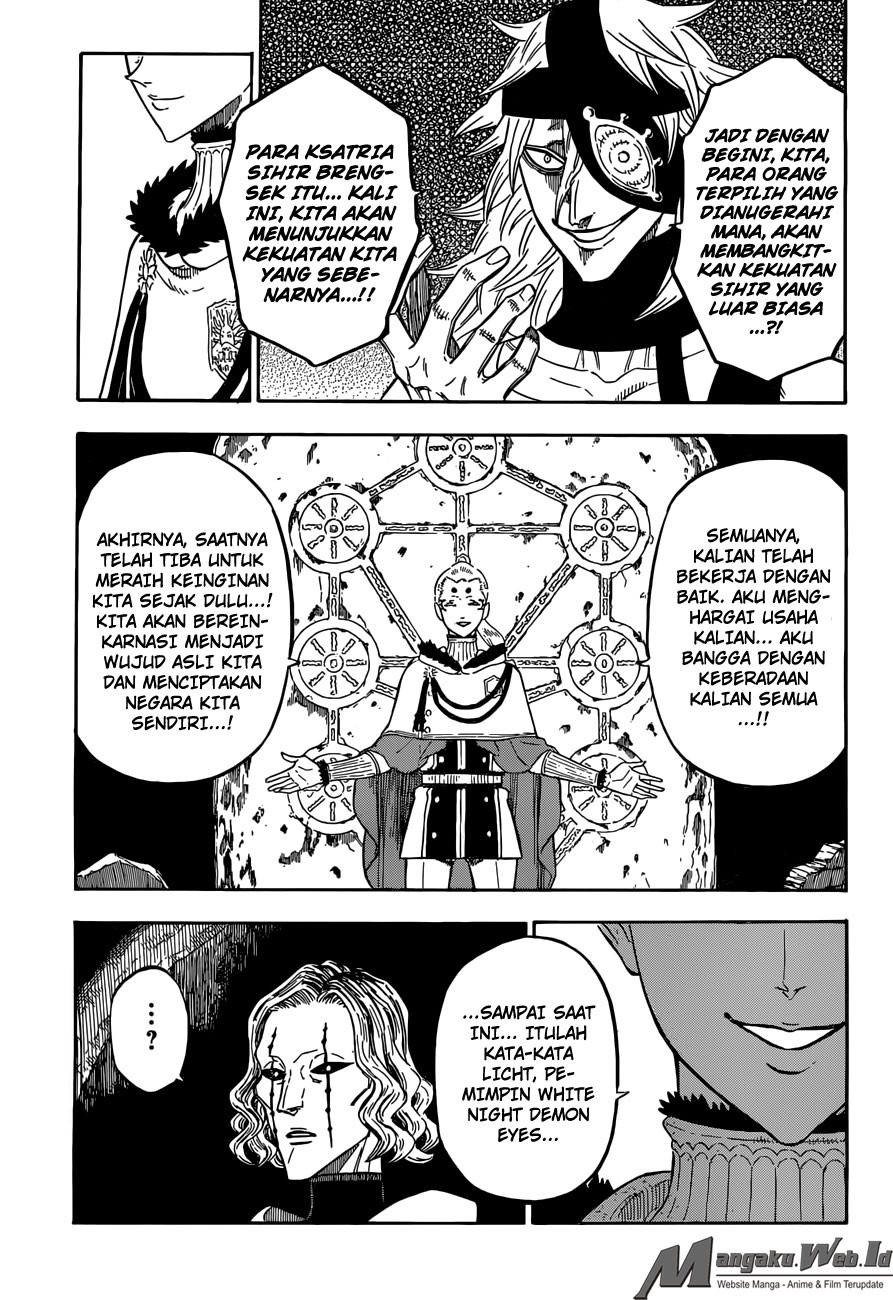 JADI DENGAN
BEGINI, KITA,
PARA ORANG
TERPILIH YANG
DIANUGERAHI
MANA, AKAN
MEMBANGKIT-
KAN KEKUATAN
SIHIR YANG
LUAR BIASA
...?!
PARA KSATRIA
SIHIR BRENG-
SEK ITU... KALI
INI, KITA AKAN
MENUNJUKKAN
KEKUATAN KITA
YANG SEBE-
NARNYA...!!
SEMUANYA,
KALIAN TELAH
BEKERJA DENGAN
BAIK. AKU MENG-
HARGAI USAHA
KALIAN... AKU
BANGGA DENGAN
KEBERADAAN
KALIAN SEMUA
...!!
AKHIRNYA, SAATNYA
TELAH TIBA UNTUK
MERAIH KEINGINAN
KITA SEJAK DULU...!
KITA AKAN BEREIN-
KARNASI MENJADI
WUJUD ASLI KITA
DAN MENCIPTAKAN
NEGARA KITA
SENDIRI...!
...SAMPAI SAAT
INI... ITULAH
KATA-KATA
LICHT, PE-
MIMPIN WHITE
NIGHT DEMON
EYES...
...?
Mangaku.Web.Id
Website Manga - Anime & Film Terupdate